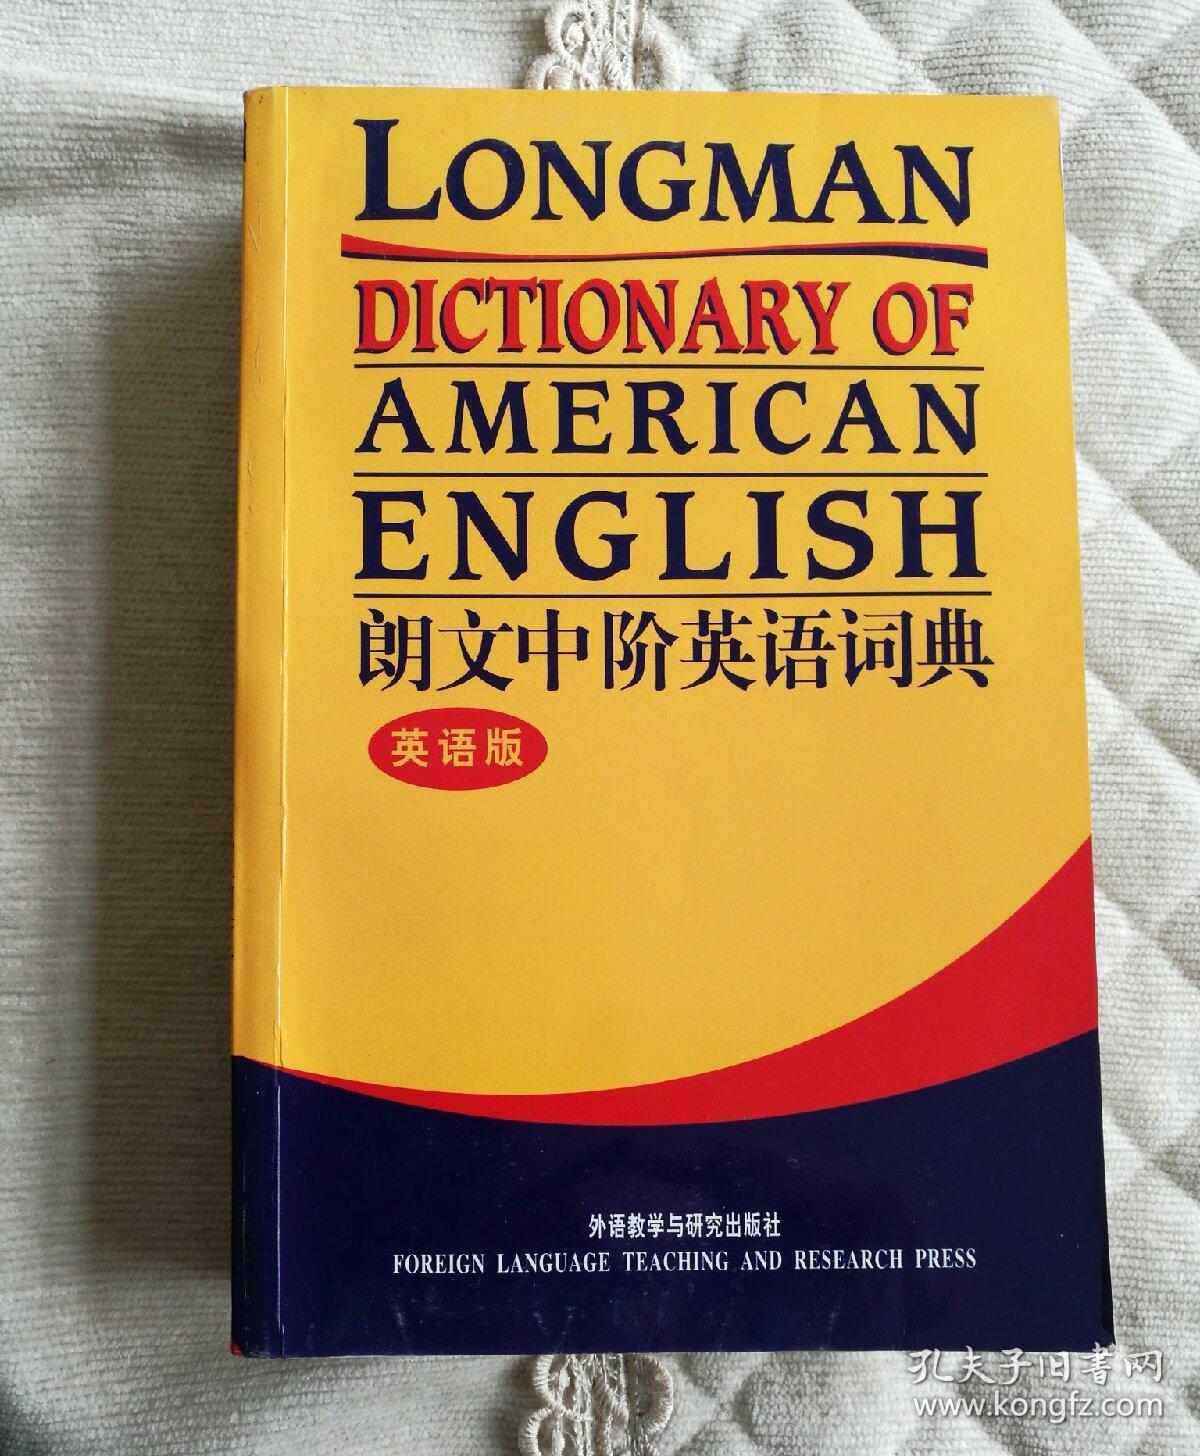 LONGMAN
DICTIONARY OF
AMERICAN
ENGLISH
朗文中阶英语词典
英语版
外语教学与研究出版社
FOREIGN LANGUAGE TEACHING AND RESEARCH PRESS
孔夫子旧书网
www.kongfz.com